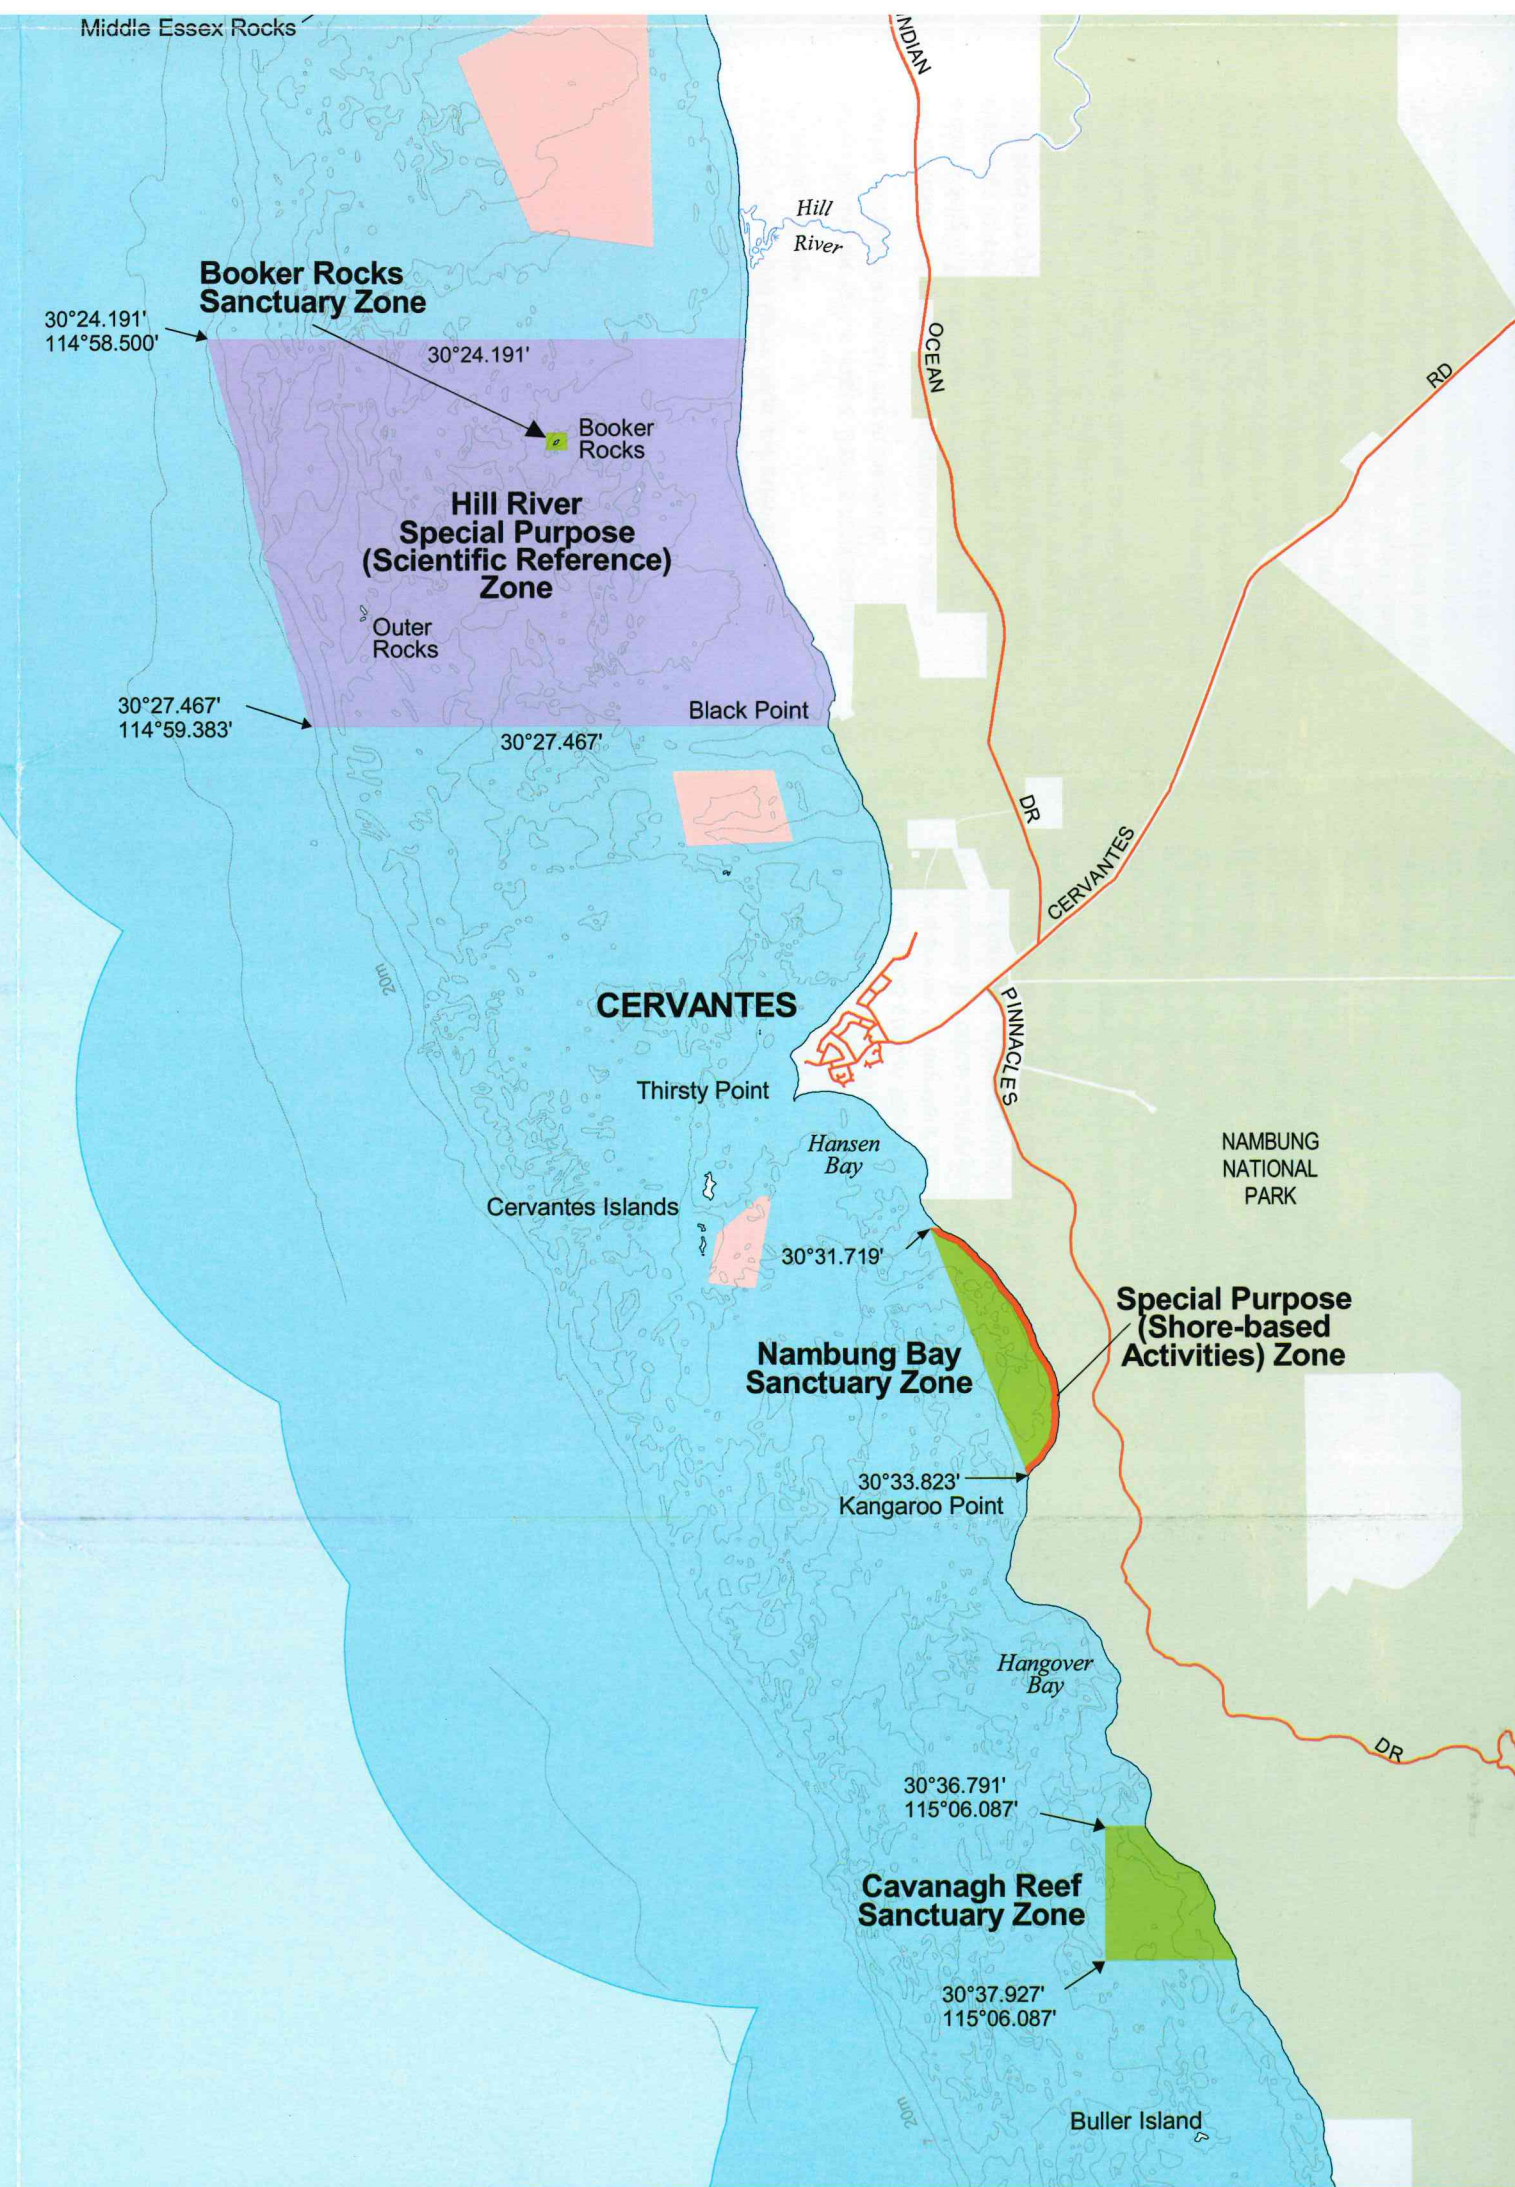 Middle Essex Rocks
INDIAN
Hill
River
Booker Rocks
Sanctuary Zone
30°24.191'
114°58.500'
30°24.191'
OCEAN
RD
Booker
Rocks
Hill River
Special Purpose
(Scientific Reference)
Zone
Outer
Rocks
30°27.467'
114°59.383'
Black Point
30°27.467'
DR
CERVANTES
20m
CERVANTES
PINNACLES
Thirsty Point
Hansen
Bay
NAMBUNG
NATIONAL
PARK
Cervantes Islands
30°31.719'
Special Purpose
(Shore-based
Activities) Zone
Nambung Bay
Sanctuary Zone
30°33.823'
Kangaroo Point
Hangover
Bay
DR
30°36.791'
115°06.087'
Cavanagh Reef
Sanctuary Zone
30°37.927'
115°06.087'
20m
Buller Island